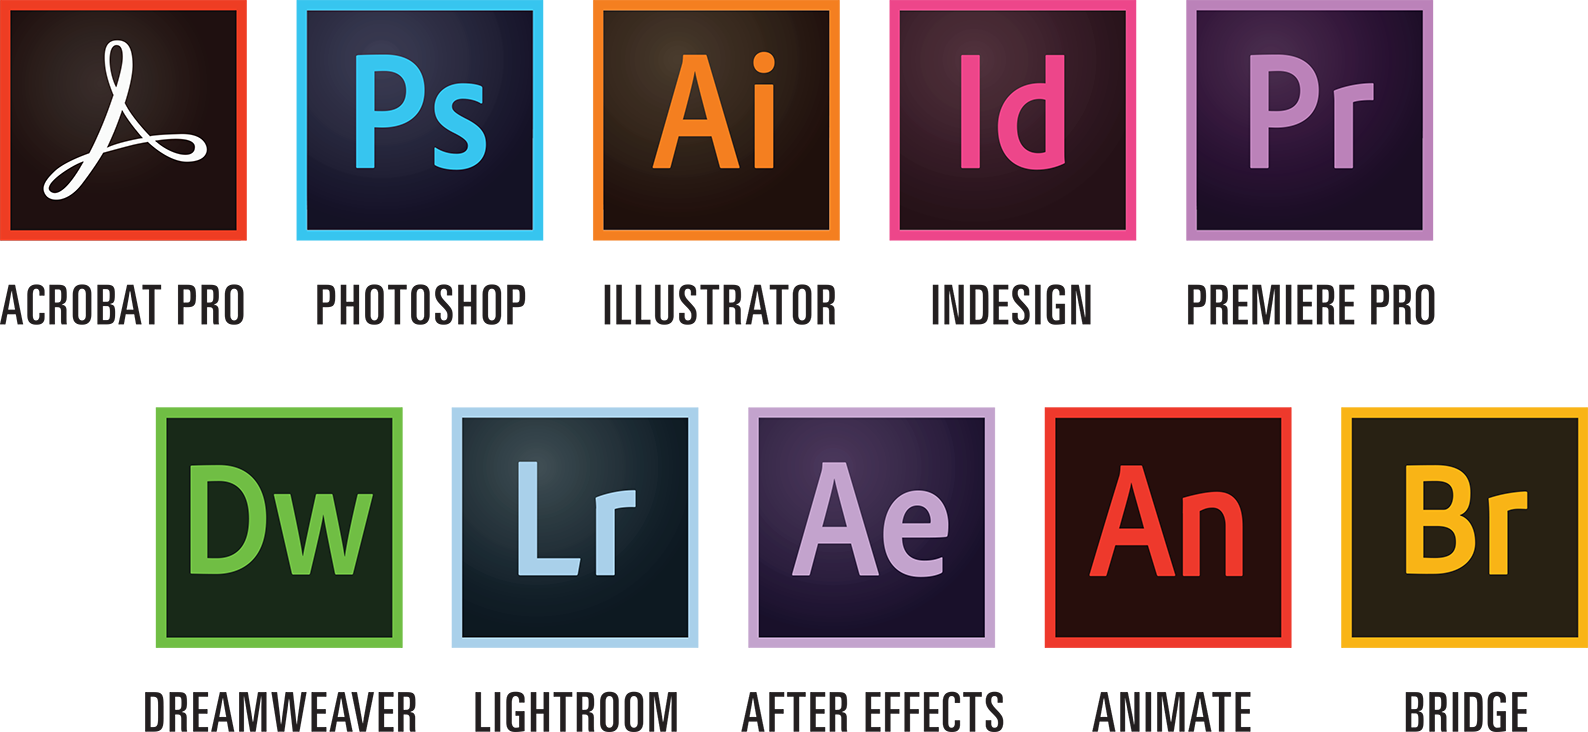 Ps Ai Id Pr
ACROBAT PRO PHOTOSHOP ILLUSTRATOR INDESIGN PREMIERE PRO
Dw Lr Ae An Br
DREAMWEAVER LIGHTROOM AFTER EFFECTS ANIMATE BRIDGE